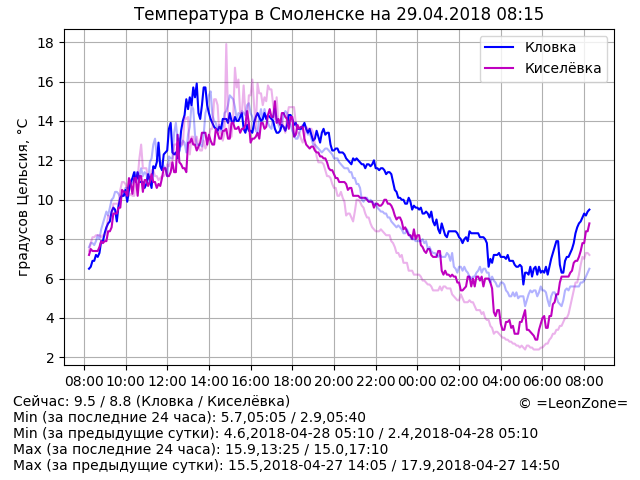 Температура в Смоленске на 29.04.2018 08:15
Кловка
Киселёвка
градусов Цельсия, °C
18
16
14
12
10
8
6
4
2
08:00 10:00 12:00 14:00 16:00 18:00 20:00 22:00 00:00 02:00 04:00 06:00 08:00
Сейчас: 9.5 / 8.8 (Кловка / Киселёвка)
© =LeonZone=
Min (за последние 24 часа): 5.7,05:05 / 2.9,05:40
Min (за предыдущие сутки): 4.6,2018-04-28 05:10 / 2.4,2018-04-28 05:10
Max (за последние 24 часа): 15.9,13:25 / 15.0,17:10
Max (за предыдущие сутки): 15.5,2018-04-27 14:05 / 17.9,2018-04-27 14:50